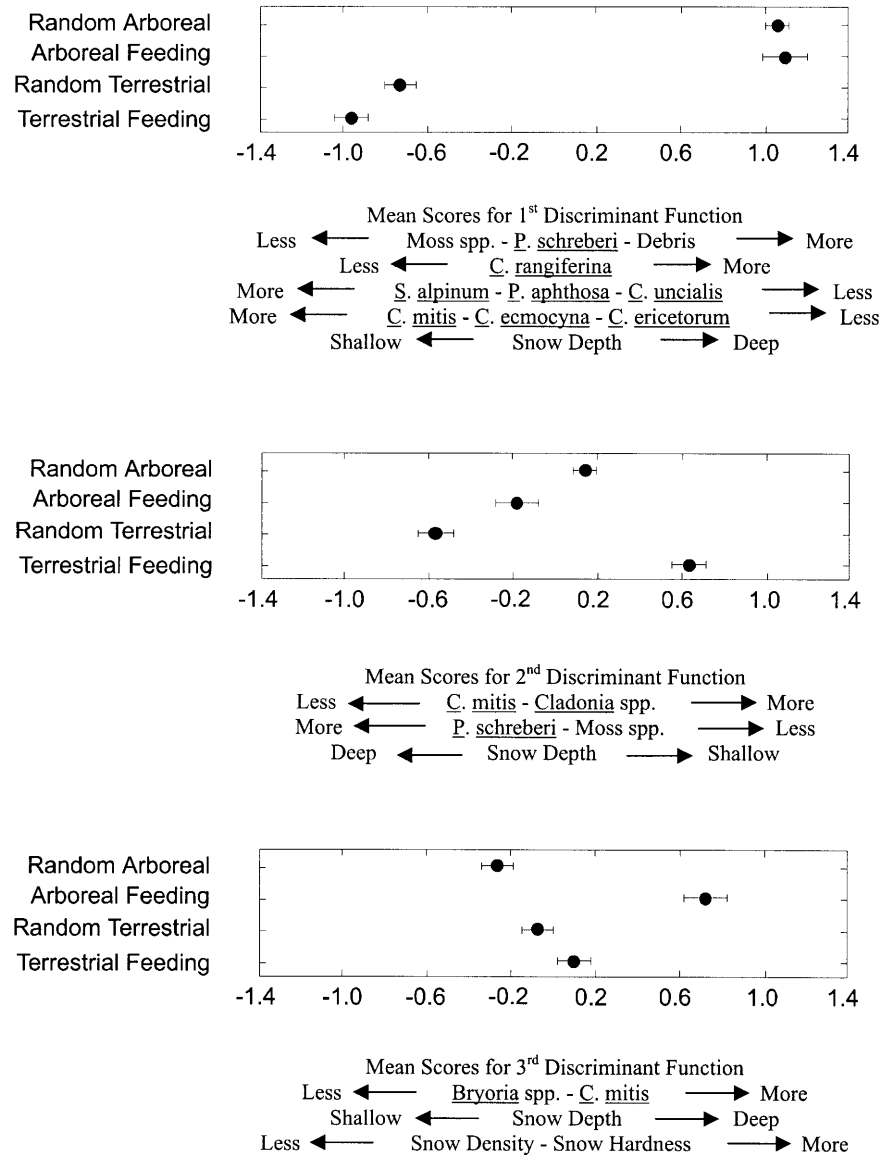 Random Arboreal
Arboreal Feeding
Random Terrestrial
Terrestrial Feeding
-1.4 -1.0 -0.6 -0.2 0.2 0.6 1.0 1.4
Mean Scores for 1st Discriminant Function
Less Moss spp. - P. schreberi - Debris More
Less C. rangiferina More
More S. alpinum - P. aphthosa - C. uncialis Less
More C. mitis - C. ecmocyna - C. ericetorum Less
Shallow Snow Depth Deep
Random Arboreal
Arboreal Feeding
Random Terrestrial
Terrestrial Feeding
-1.4 -1.0 -0.6 -0.2 0.2 0.6 1.0 1.4
Mean Scores for 2nd Discriminant Function
Less C. mitis - Cladonia spp. More
More P. schreberi - Moss spp. Less
Deep Snow Depth Shallow
Random Arboreal
Arboreal Feeding
Random Terrestrial
Terrestrial Feeding
-1.4 -1.0 -0.6 -0.2 0.2 0.6 1.0 1.4
Mean Scores for 3rd Discriminant Function
Less Bryoria spp. - C. mitis More
Shallow Snow Depth Deep
Less Snow Density - Snow Hardness More